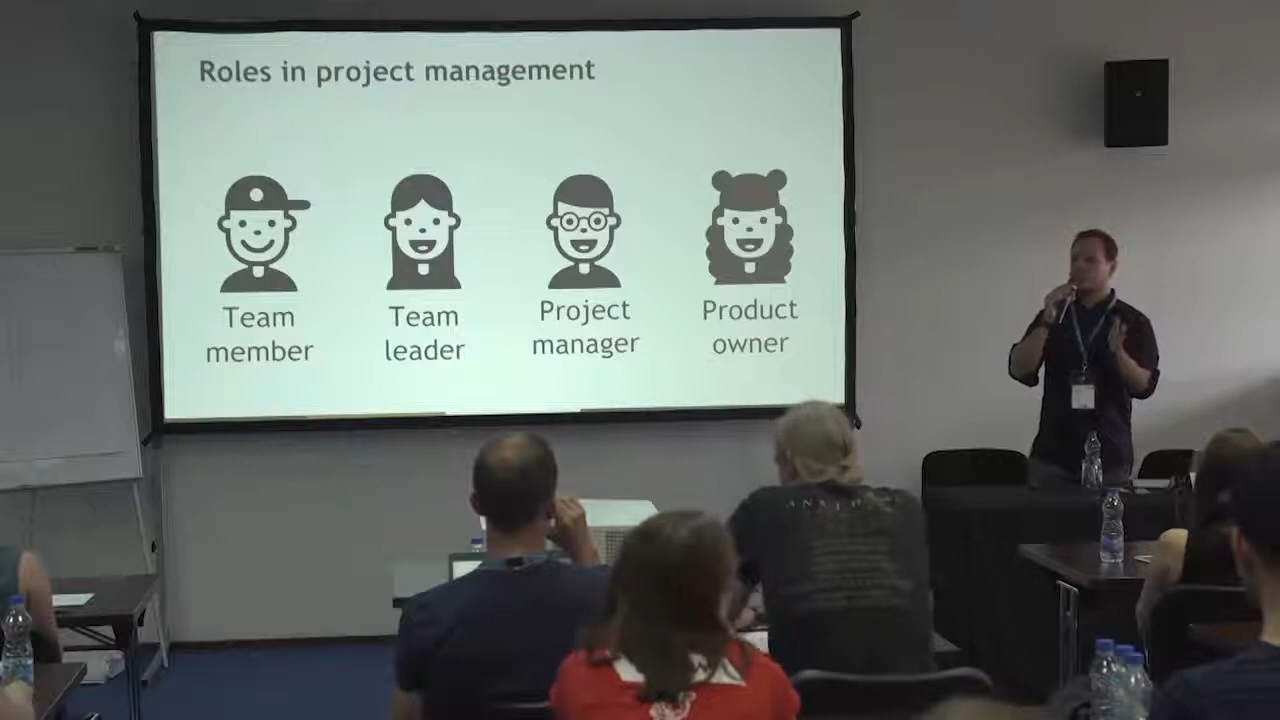 Roles in project management
Team
member
Team
leader
Project
manager
Product
owner